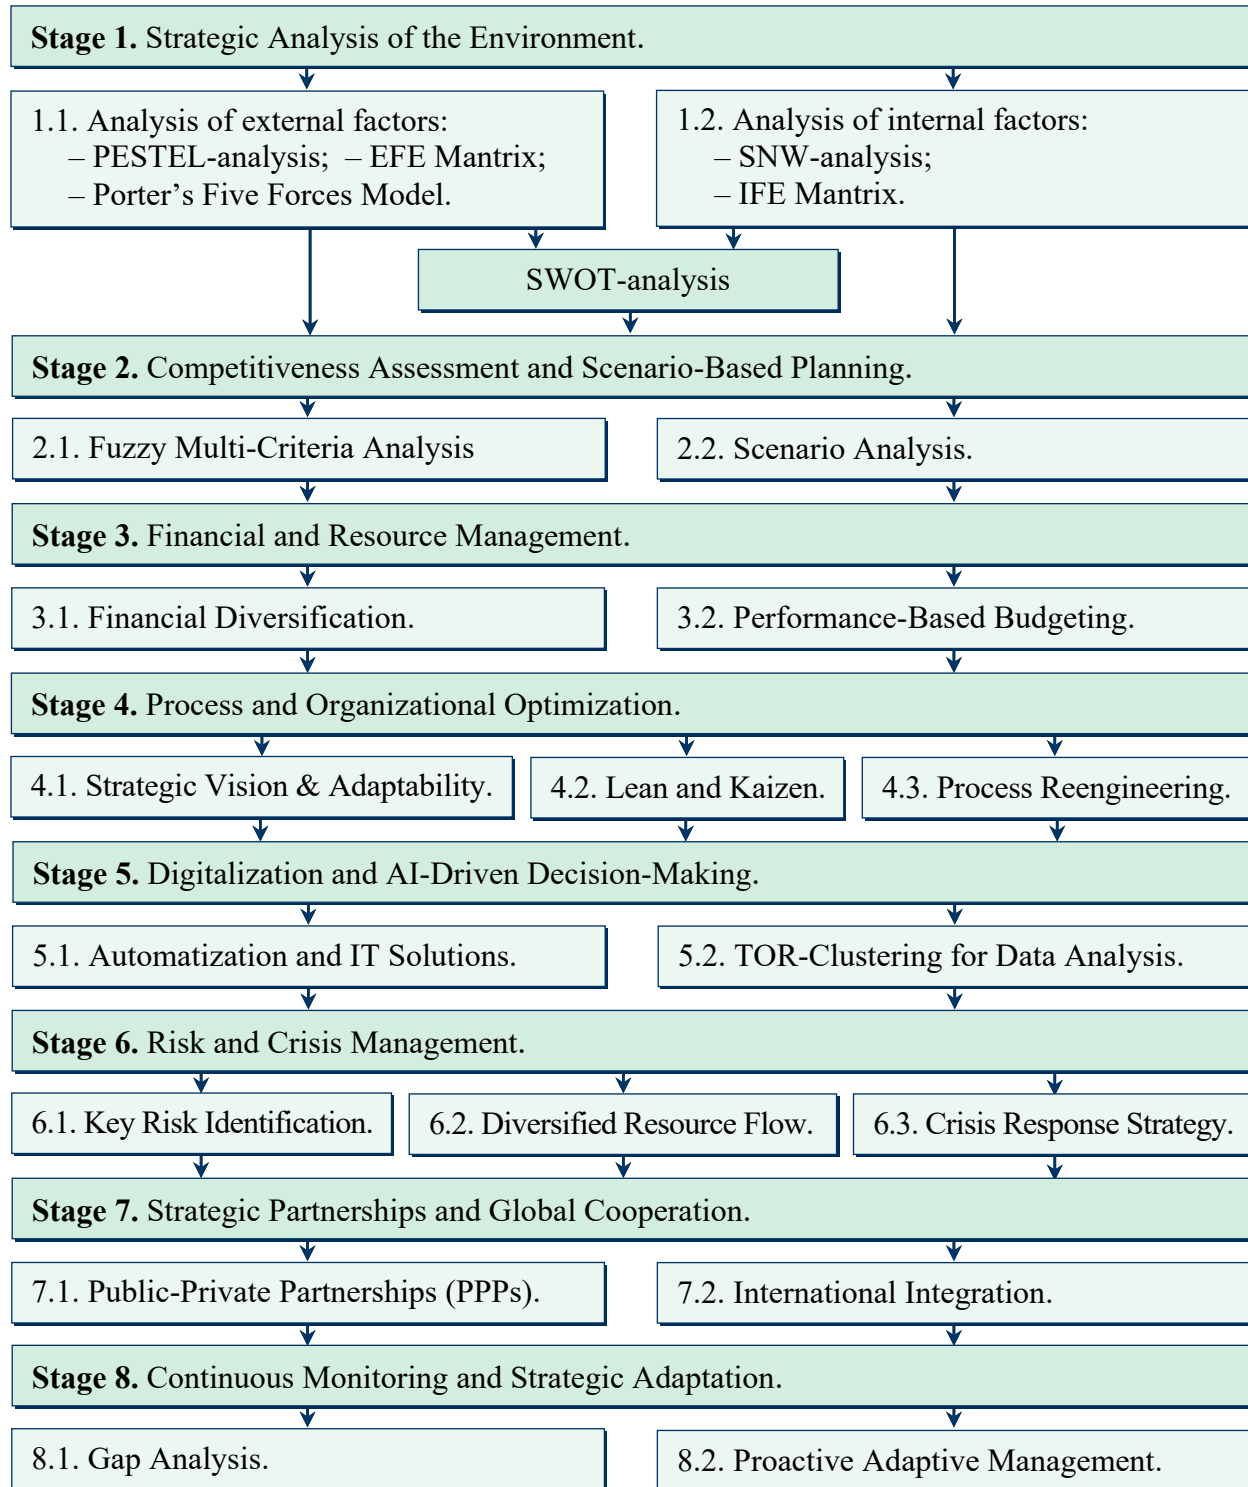 Stage 1. Strategic Analysis of the Environment.
1.1. Analysis of external factors:
– PESTEL-analysis; – EFE Mantrix;
– Porter’s Five Forces Model.
1.2. Analysis of internal factors:
– SNW-analysis;
– IFE Mantrix.
SWOT-analysis
Stage 2. Competitiveness Assessment and Scenario-Based Planning.
2.1. Fuzzy Multi-Criteria Analysis
2.2. Scenario Analysis.
Stage 3. Financial and Resource Management.
3.1. Financial Diversification.
3.2. Performance-Based Budgeting.
Stage 4. Process and Organizational Optimization.
4.1. Strategic Vision & Adaptability.
4.2. Lean and Kaizen.
4.3. Process Reengineering.
Stage 5. Digitalization and AI-Driven Decision-Making.
5.1. Automatization and IT Solutions.
5.2. TOR-Clustering for Data Analysis.
Stage 6. Risk and Crisis Management.
6.1. Key Risk Identification.
6.2. Diversified Resource Flow.
6.3. Crisis Response Strategy.
Stage 7. Strategic Partnerships and Global Cooperation.
7.1. Public-Private Partnerships (PPPs).
7.2. International Integration.
Stage 8. Continuous Monitoring and Strategic Adaptation.
8.1. Gap Analysis.
8.2. Proactive Adaptive Management.